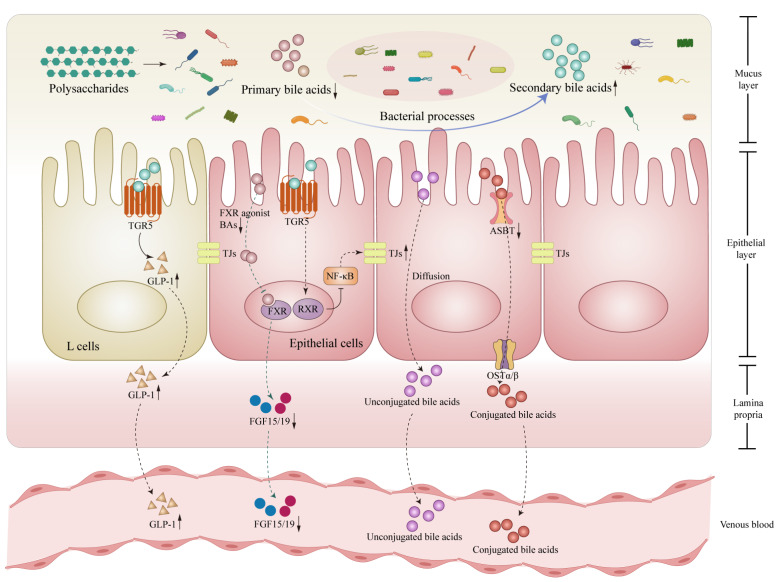 Polysaccharides
Primary bile acids
Bacterial processes
Secondary bile acids
Mucus
layer
TGR5
GLP-1
L cells
FXR agonist
BAs
TGR5
TJs
NF-κB
FXR
RXR
Epithelial cells
TJs
Diffusion
ASBT
OSTα/β
TJs
Epithelial
layer
GLP-1
FGF15/19
Unconjugated bile acids
Conjugated bile acids
Lamina
propria
GLP-1
FGF15/19
Unconjugated bile acids
Conjugated bile acids
Venous blood